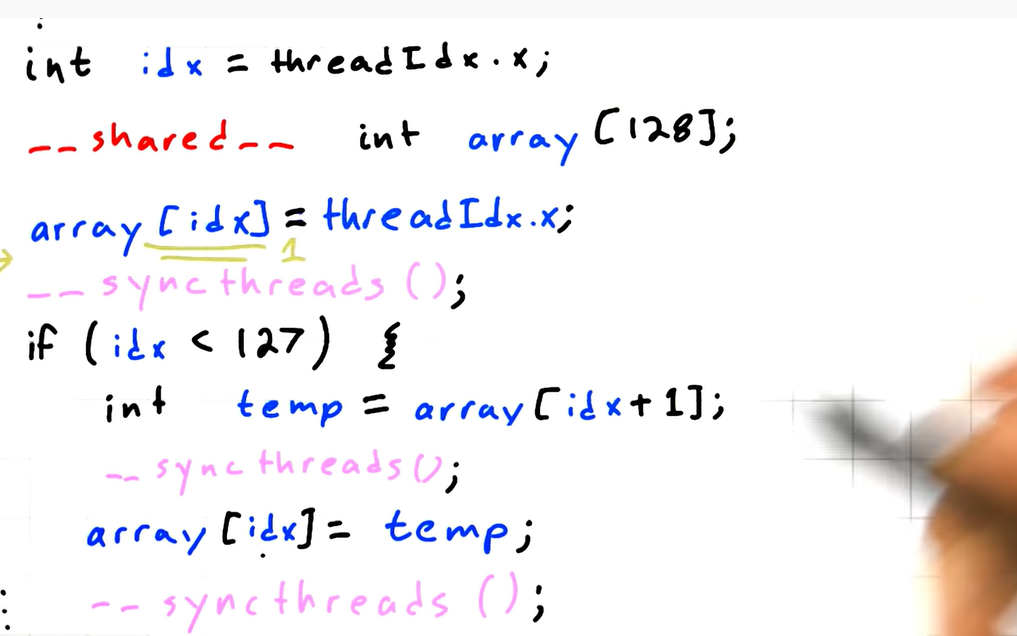 int idx = threadIdx.x;
__shared__ int array[128];
array[idx] = threadIdx.x;
1
__syncthreads();
if (idx < 127) {
int temp = array[idx+1];
__syncthreads();
array[idx] = temp;
__syncthreads();